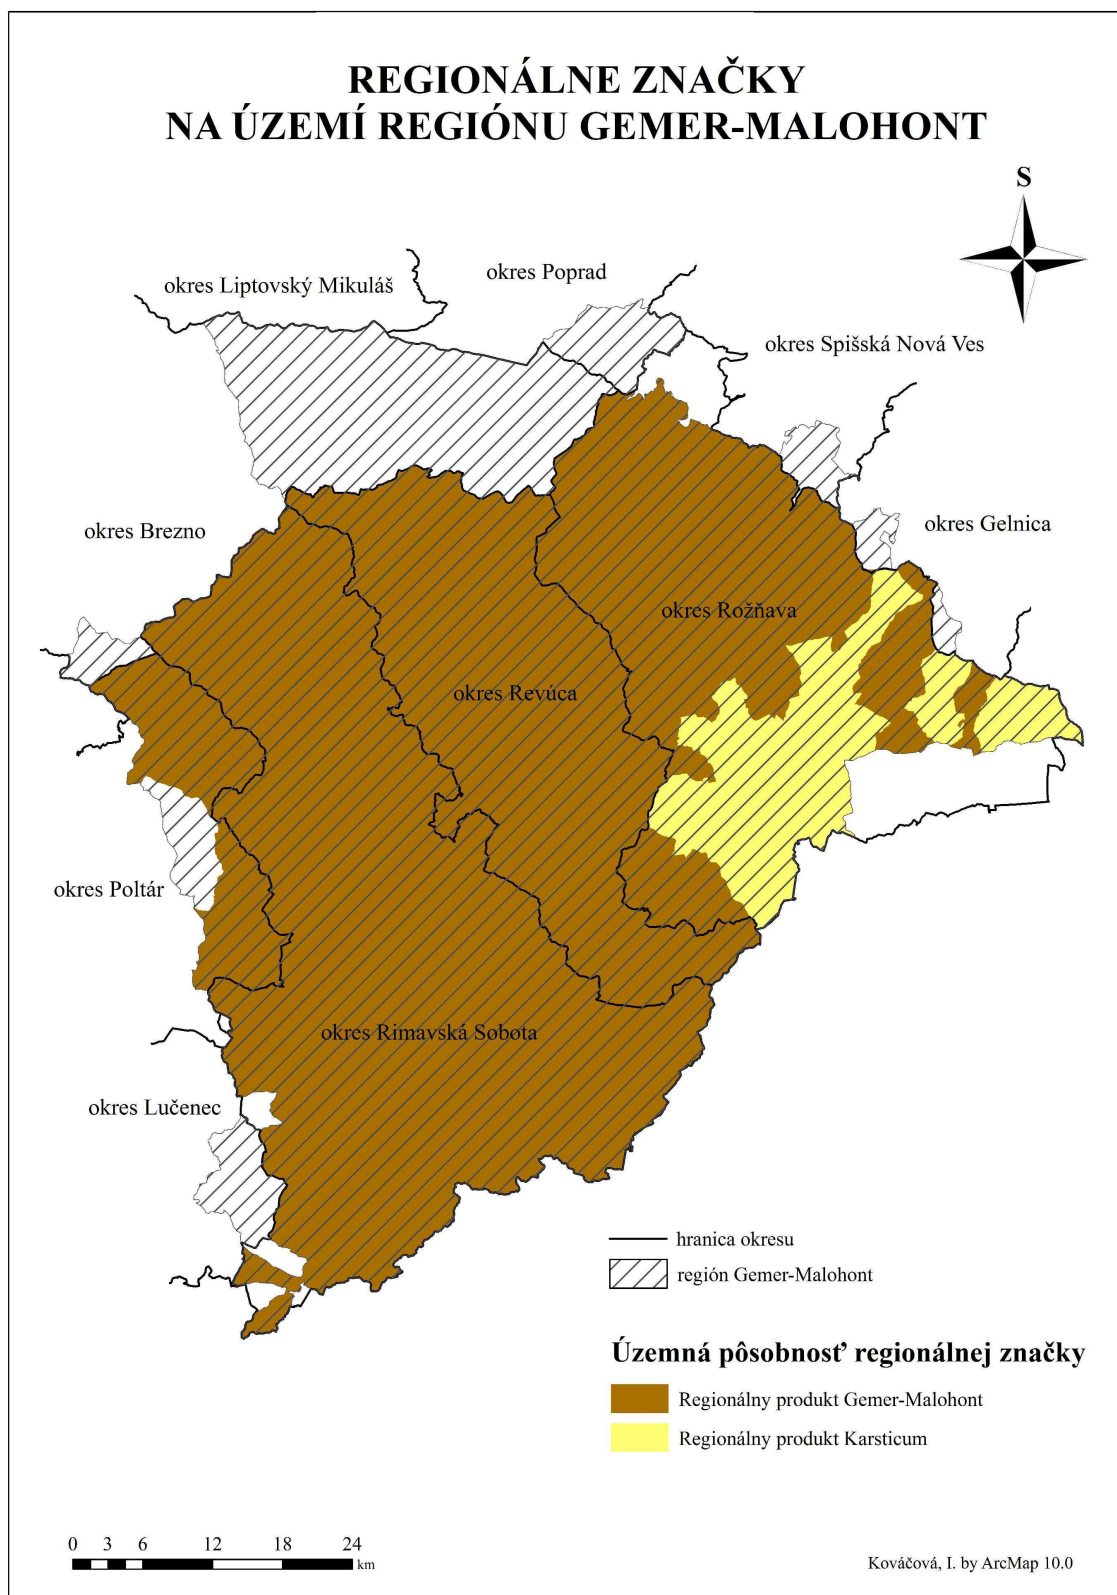 REGIONÁLNE ZNAČKY
NA ÚZEMÍ REGIÓNU GEMER-MALOHONT
S
okres Poprad
okres Liptovský Mikuláš
okres Spišská Nová Ves
okres Brezno
okres Gelnica
okres Rožňava
okres Revúca
okres Poltár
okres Rimavská Sobota
okres Lučenec
hranica okresu
región Gemer-Malohont
Územná pôsobnosť regionálnej značky
Regionálny produkt Gemer-Malohont
Regionálny produkt Karsticum
0 3 6 12 18 24
km
Kováčová, I. by ArcMap 10.0